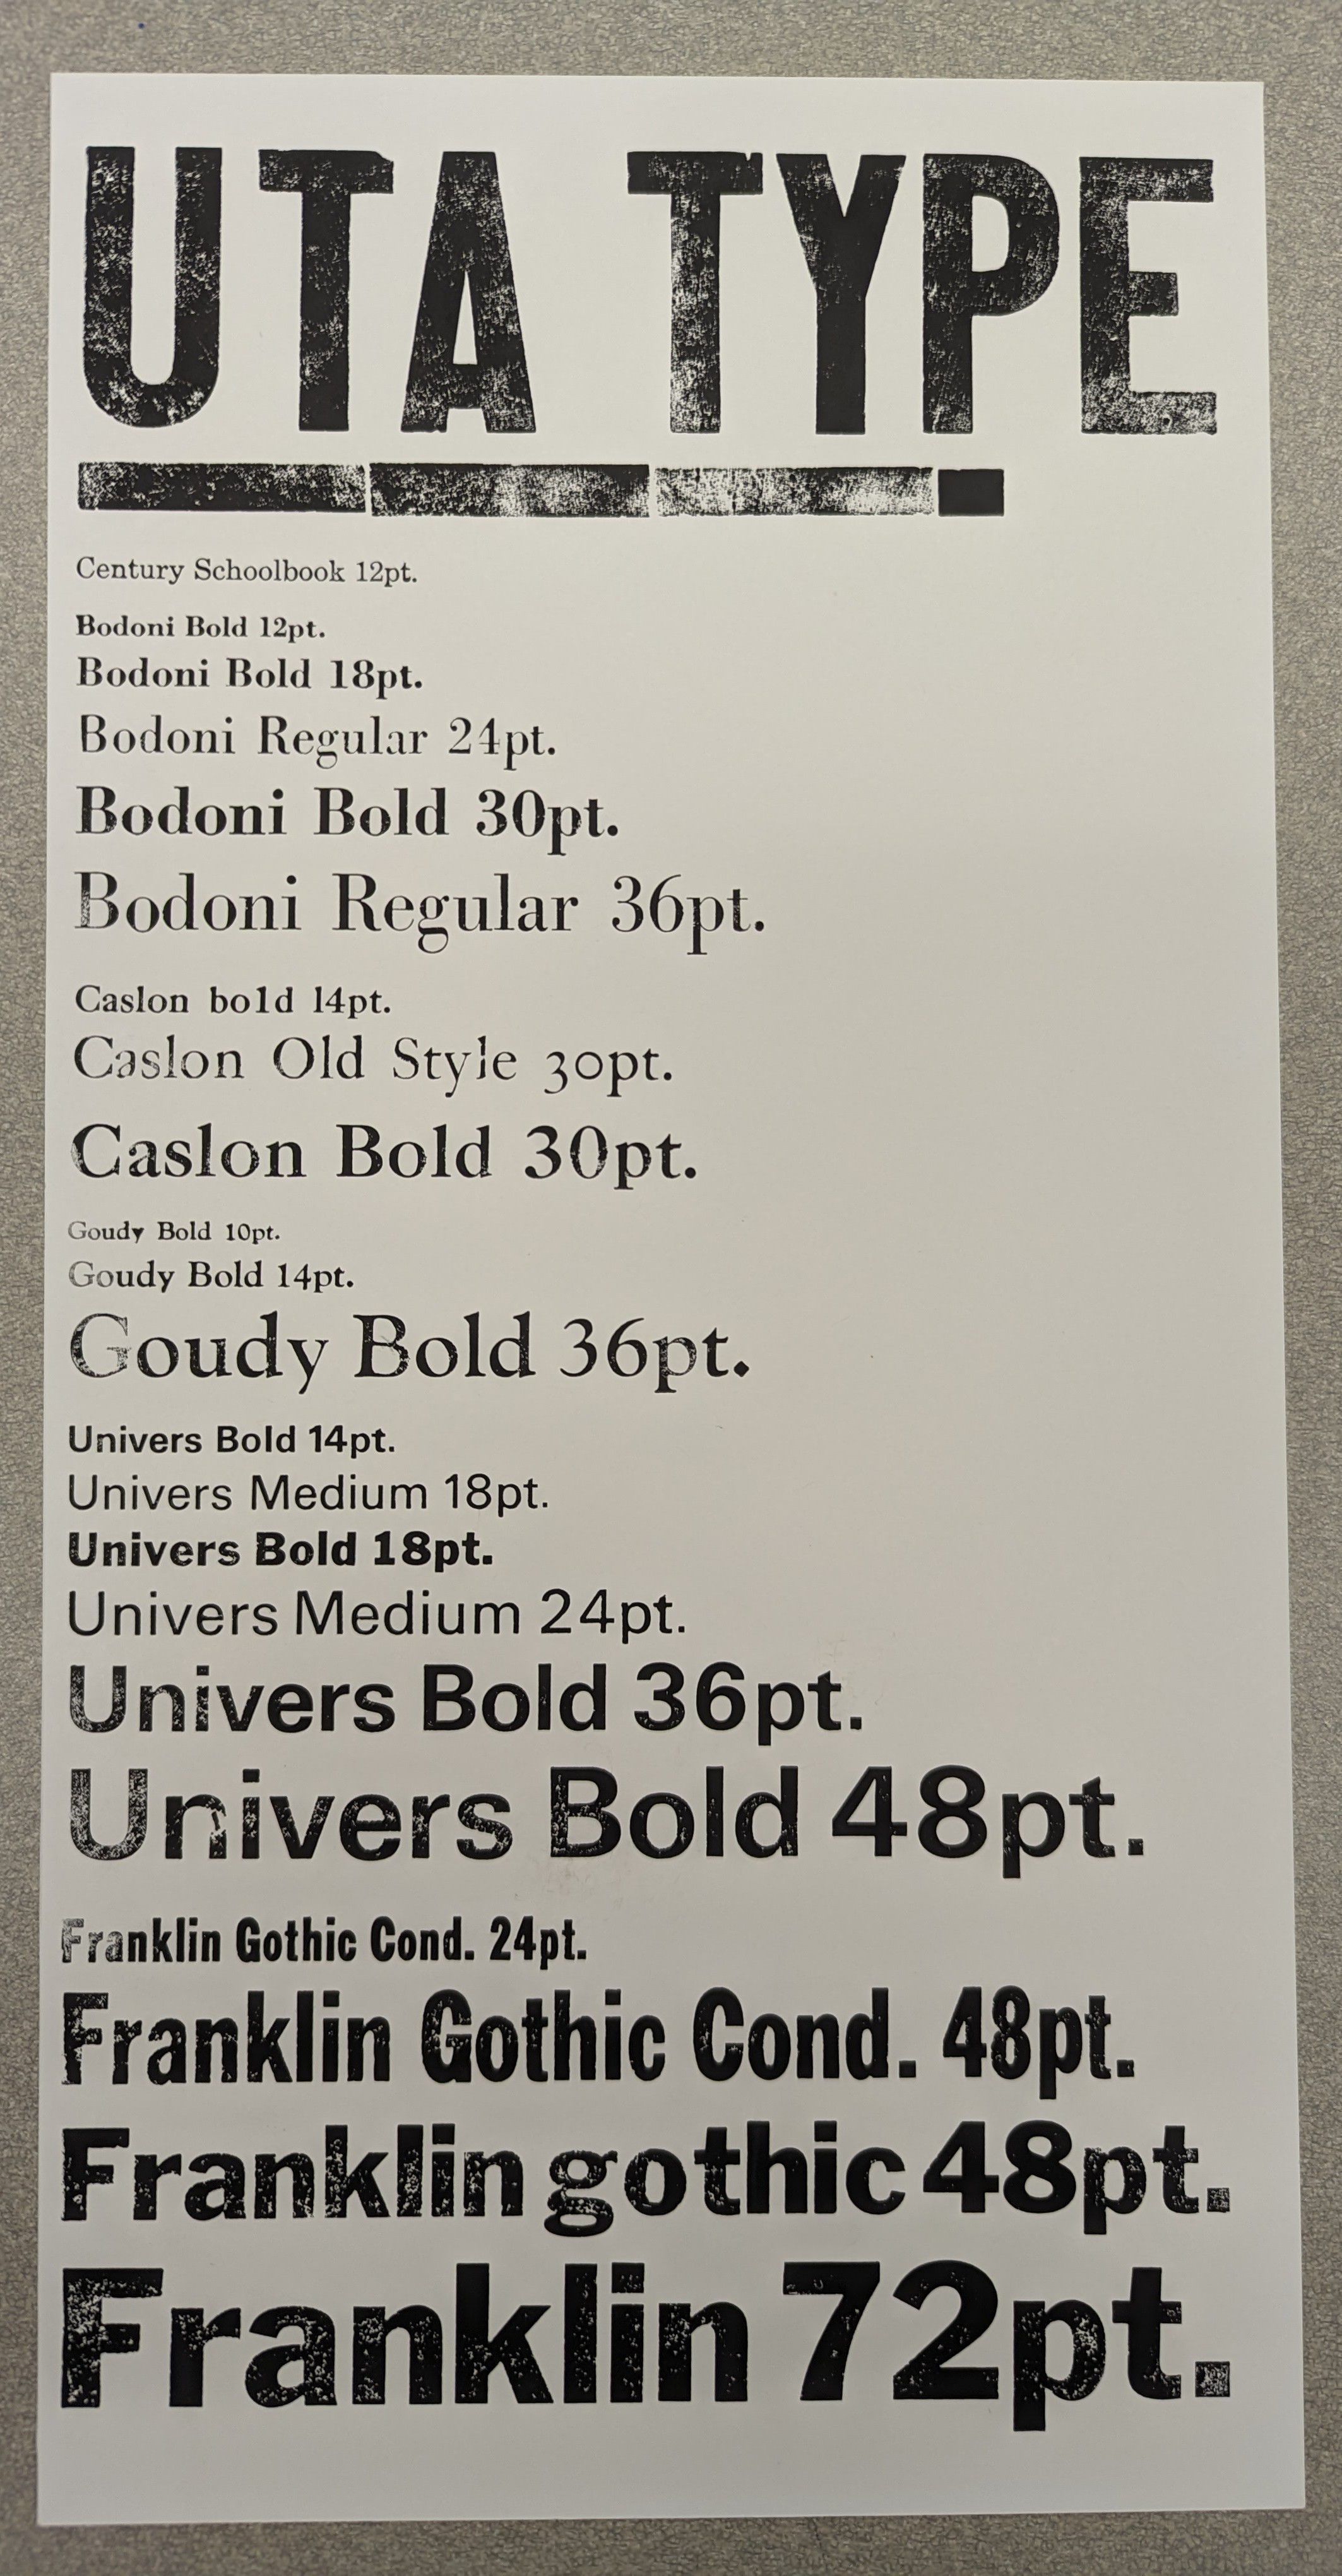 UTA TYPE
Century Schoolbook 12pt.
Bodoni Bold 12pt.
Bodoni Bold 18pt.
Bodoni Regular 24pt.
Bodoni Bold 30pt.
Bodoni Regular 36pt.
Caslon bold 14pt.
Caslon Old Style 30pt.
Caslon Bold 30pt.
Goudy Bold 10pt.
Goudy Bold 14pt.
Goudy Bold 36pt.
Univers Bold 14pt.
Univers Medium 18pt.
Univers Bold 18pt.
Univers Medium 24pt.
Univers Bold 36pt.
Univers Bold 48pt.
Franklin Gothic Cond. 24pt.
Franklin Gothic Cond. 48pt.
Franklin gothic 48pt.
Franklin 72pt.